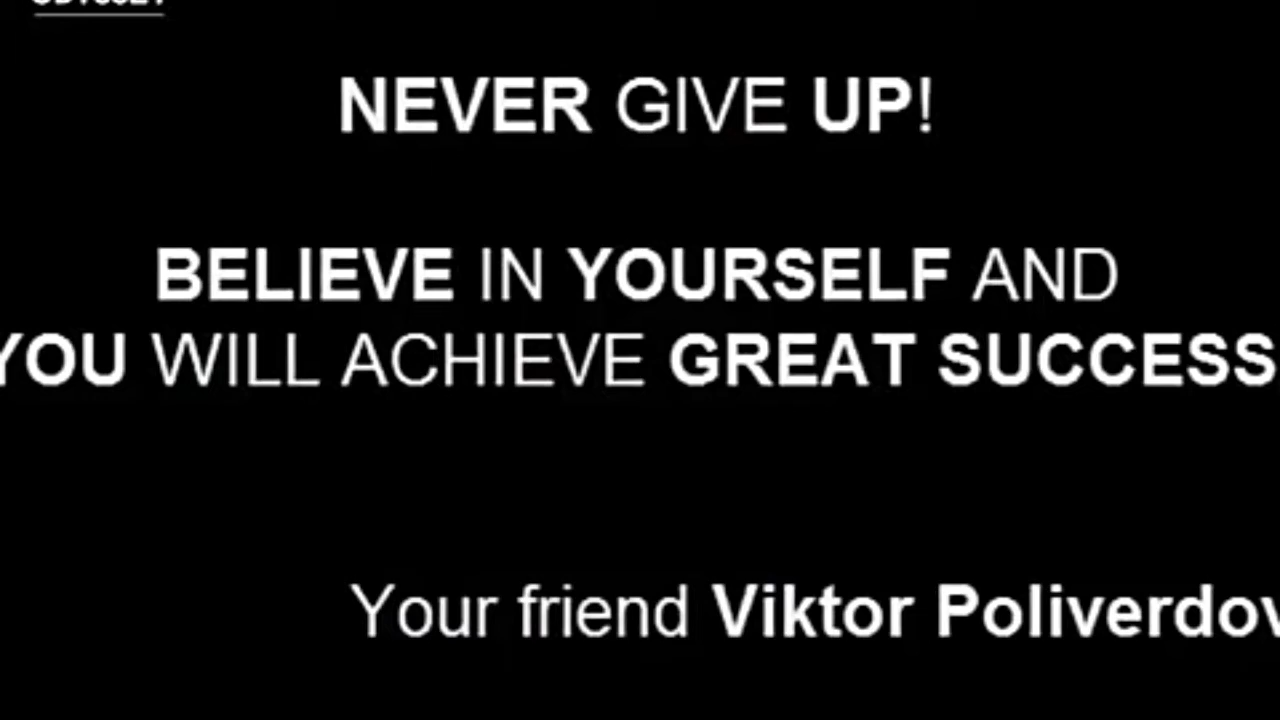 NEVER GIVE UP!
BELIEVE IN YOURSELF AND
YOU WILL ACHIEVE GREAT SUCCESS
Your friend Viktor Poliverdov